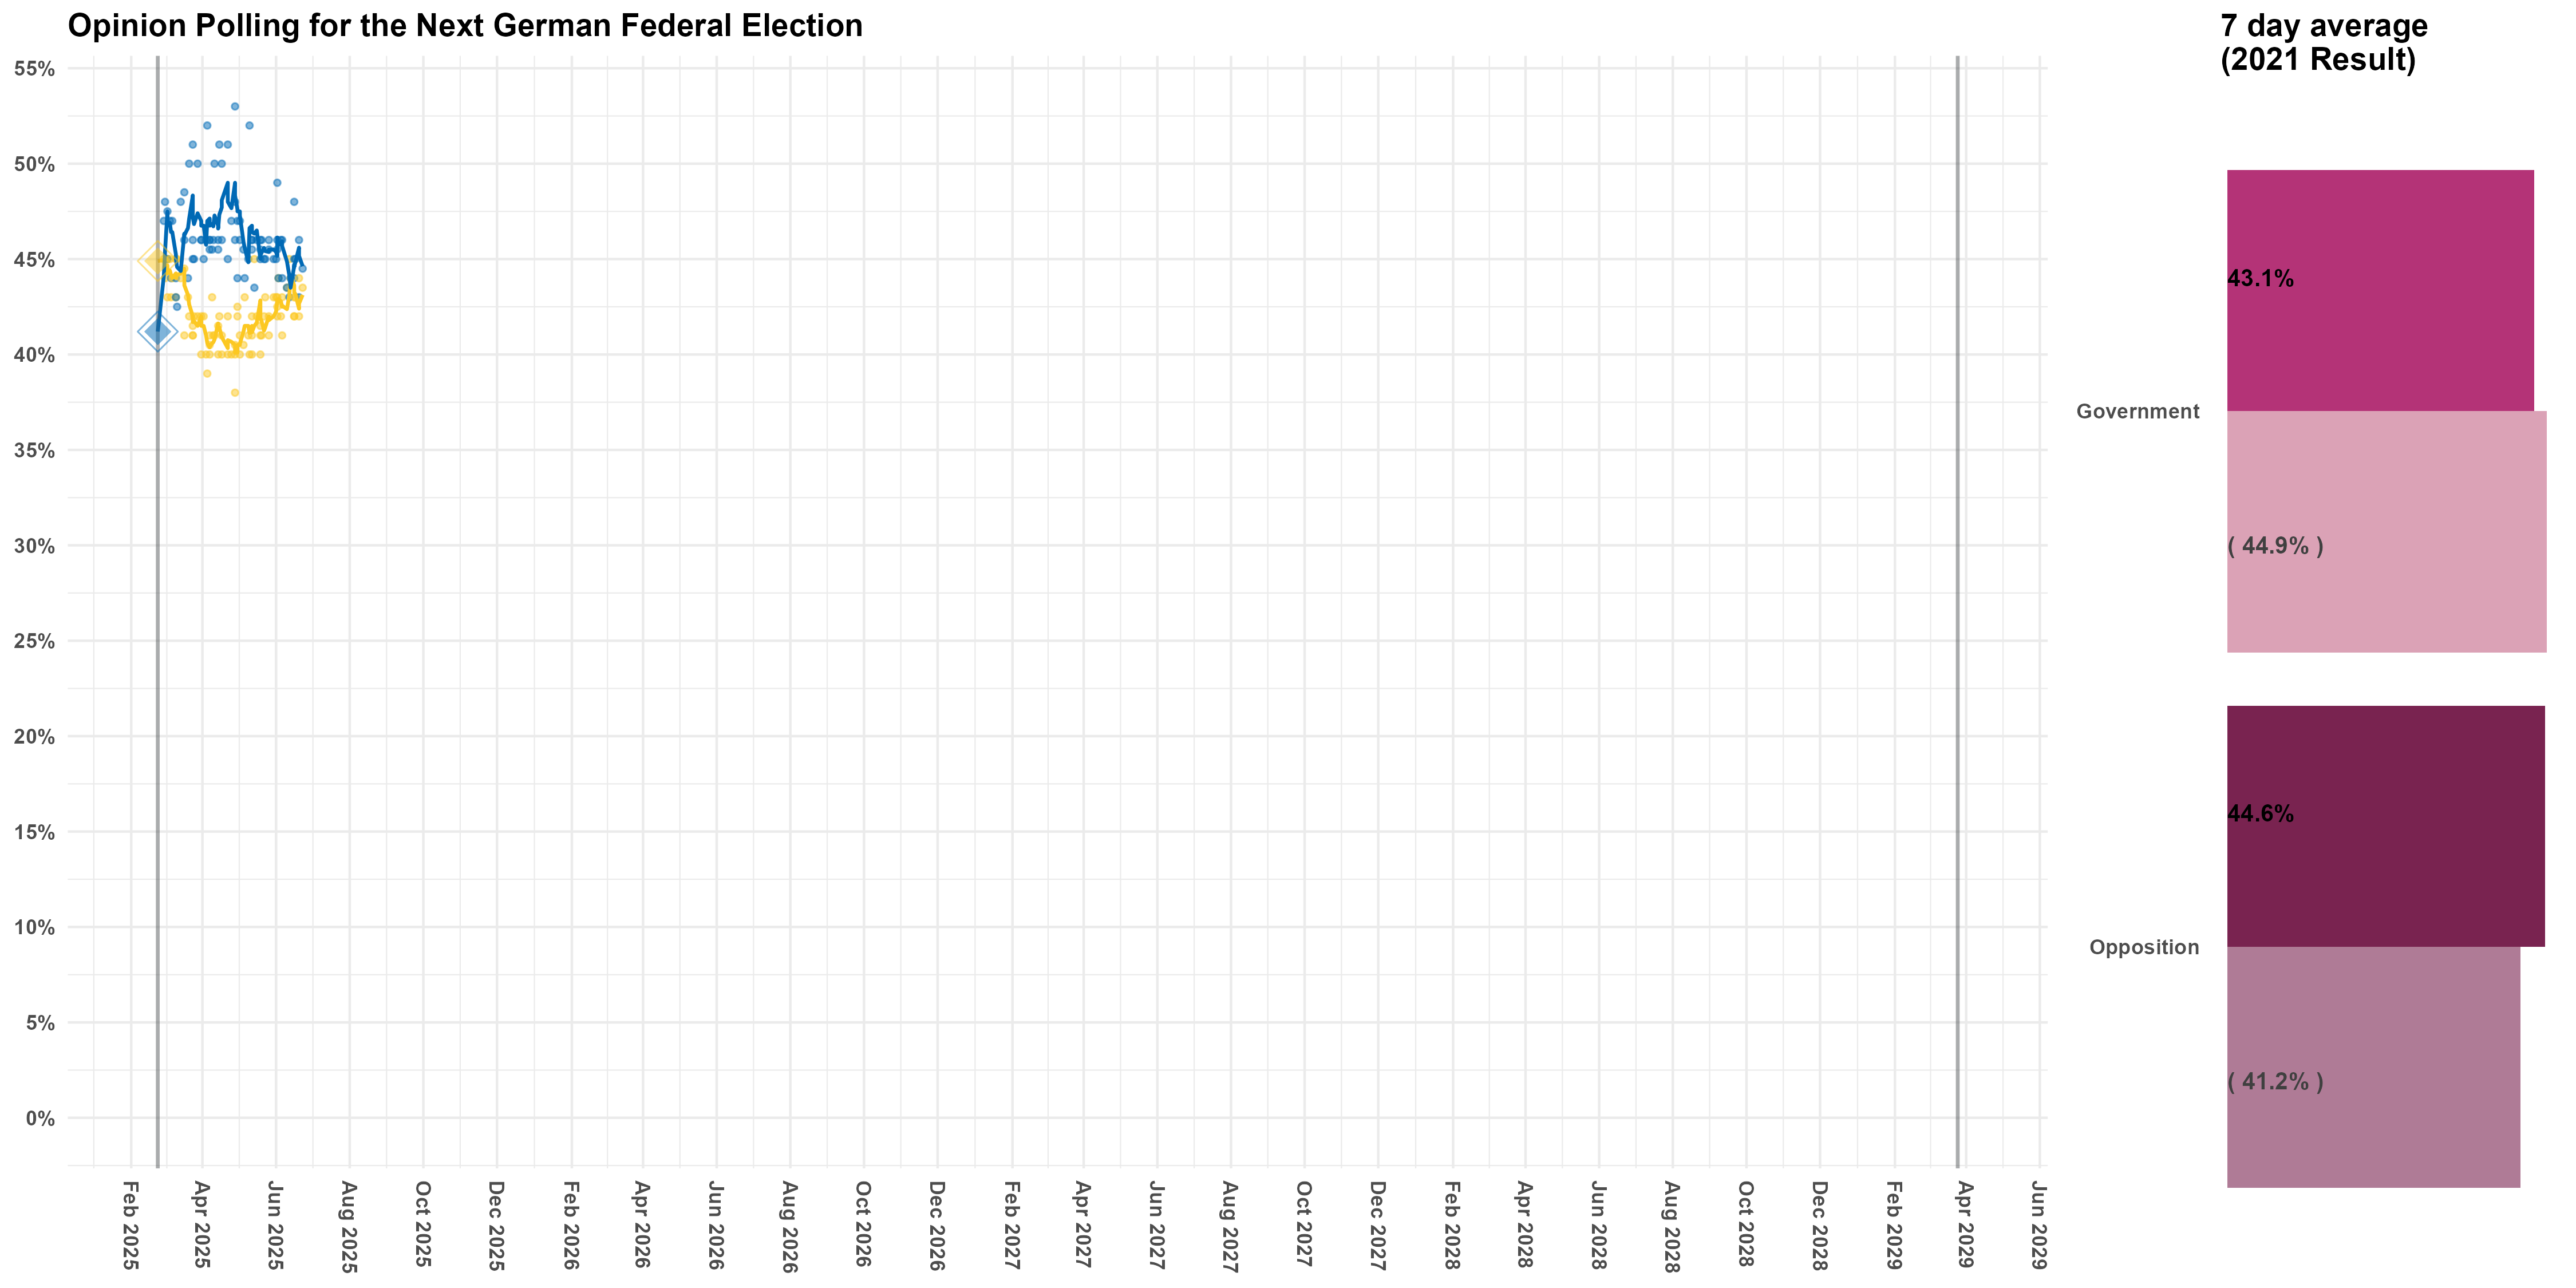 Opinion Polling for the Next German Federal Election
7 day average
(2021 Result)
55%
50%
45%
40%
35%
30%
25%
20%
15%
10%
5%
0%
Feb 2025
Apr 2025
Jun 2025
Aug 2025
Oct 2025
Dec 2025
Feb 2026
Apr 2026
Jun 2026
Aug 2026
Oct 2026
Dec 2026
Feb 2027
Apr 2027
Jun 2027
Aug 2027
Oct 2027
Dec 2027
Feb 2028
Apr 2028
Jun 2028
Aug 2028
Oct 2028
Dec 2028
Feb 2029
Apr 2029
Jun 2029
43.1%
Government
( 44.9% )
44.6%
Opposition
( 41.2% )